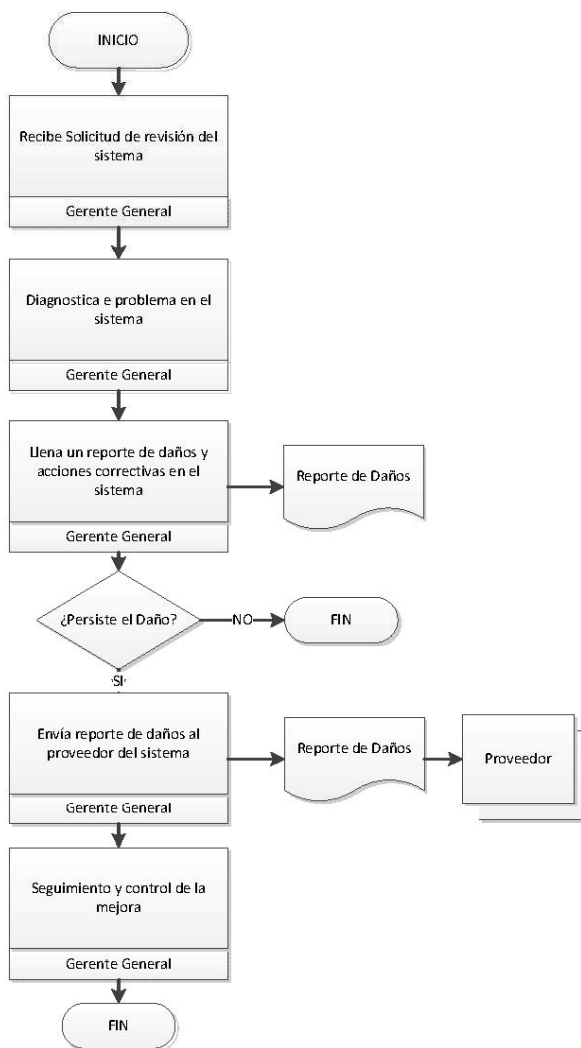 INICIO
Recibe Solicitud de revisión del
sistema
Gerente General
Diagnostica e problema en el
sistema
Gerente General
Llena un reporte de daños y
acciones correctivas en el
sistema
Reporte de Daños
Gerente General
¿Persiste el Daño?
NO
FIN
SI
Envía reporte de daños al
proveedor del sistema
Reporte de Daños
Proveedor
Gerente General
Seguimiento y control de la
mejora
Gerente General
FIN